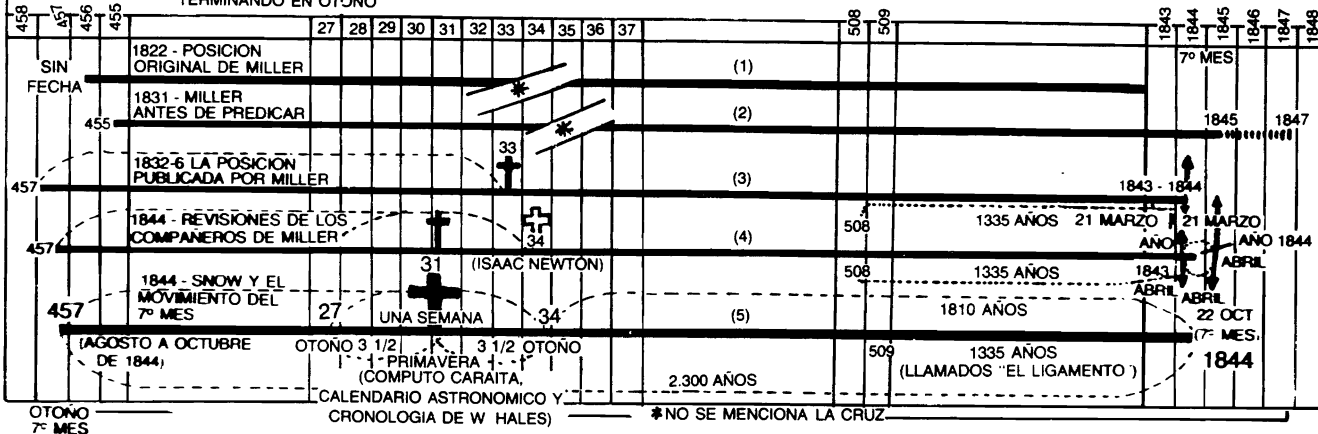 TERMINANDO EN OTOÑO
458 457 456 455 27 28 29 30 31 32 33 34 35 36 37 508 509 1843 1844 1845 1846 1847 1848
7º MES
SIN
FECHA
1822 - POSICION
ORIGINAL DE MILLER
*
(1)
455
1831 - MILLER
ANTES DE PREDICAR
*
(2)
1845 1847
457
1832-6 LA POSICION
PUBLICADA POR MILLER
33
(3)
1843 - 1844
508
1335 AÑOS
21 MARZO
21 MARZO
457
1844 - REVISIONES DE LOS
COMPAÑEROS DE MILLER
31
34
(ISAAC NEWTON)
(4)
508
1335 AÑOS
AÑO
1843
ABRIL
AÑO 1844
ABRIL
ABRIL
457
1844 - SNOW Y EL
MOVIMIENTO DEL
7º MES
27
UNA SEMANA
34
(5)
1810 AÑOS
22 OCT
(7º MES)
1844
(AGOSTO A OCTUBRE
DE 1844)
OTOÑO 3 1/2 3 1/2 OTOÑO
PRIMAVERA
(COMPUTO CARAITA,
CALENDARIO ASTRONOMICO Y
CRONOLOGIA DE W HALES)
509
1335 AÑOS
(LLAMADOS "EL LIGAMENTO")
2.300 AÑOS
OTOÑO
7º MES
*NO SE MENCIONA LA CRUZ